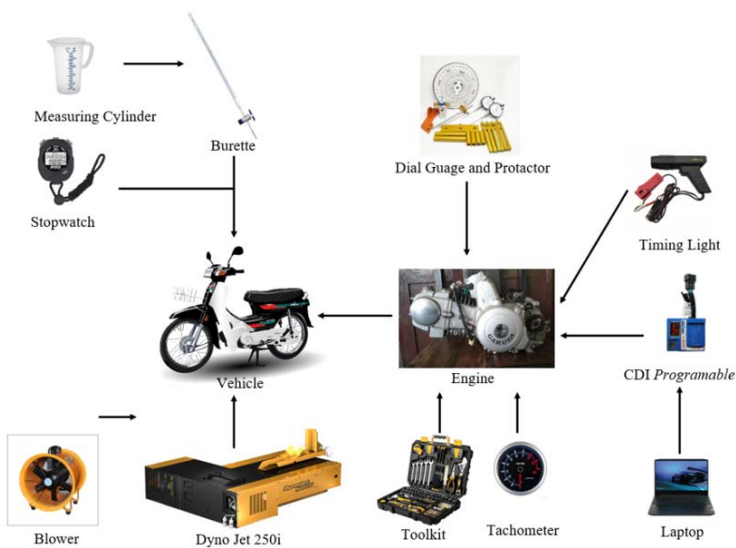 Measuring Cylinder
Burette
Stopwatch
Dial Guage and Protactor
Timing Light
Vehicle
Engine
CDI Programable
Blower
Dyno Jet 250i
Toolkit
Tachometer
Laptop